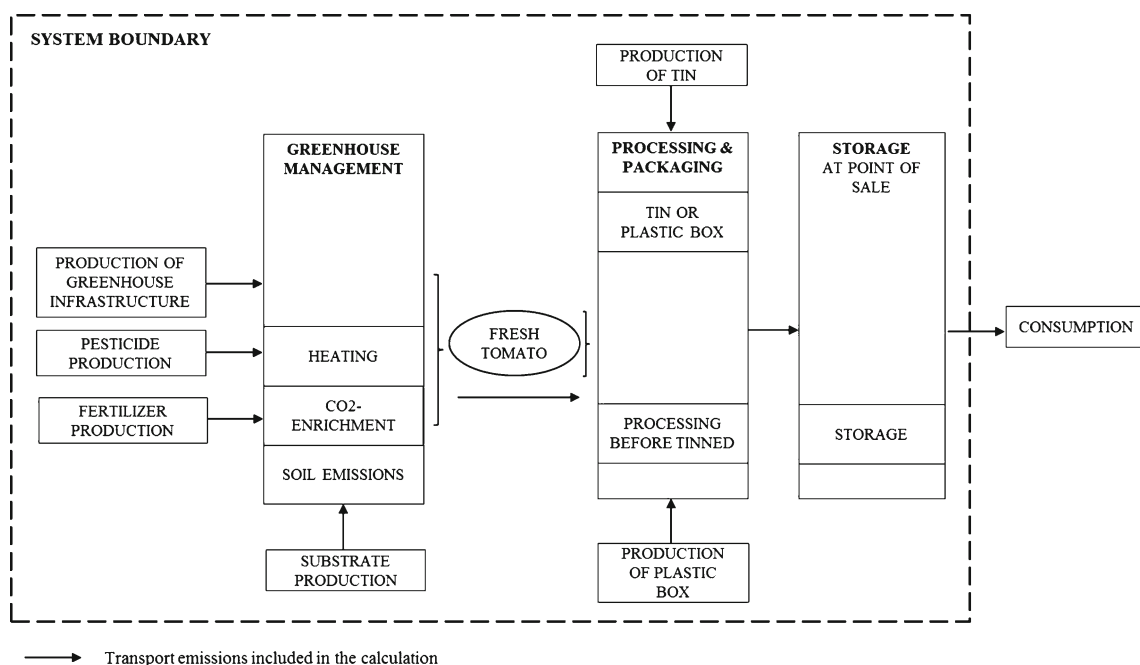 SYSTEM BOUNDARY
PRODUCTION
OF TIN
GREENHOUSE
MANAGEMENT
PROCESSING &
PACKAGING
STORAGE
AT POINT OF
SALE
TIN OR
PLASTIC BOX
PRODUCTION OF
GREENHOUSE
INFRASTRUCTURE
PESTICIDE
PRODUCTION
HEATING
FRESH
TOMATO
CONSUMPTION
FERTILIZER
PRODUCTION
CO2-
ENRICHMENT
PROCESSING
BEFORE TINNED
STORAGE
SOIL EMISSIONS
SUBSTRATE
PRODUCTION
PRODUCTION
OF PLASTIC
BOX
Transport emissions included in the calculation